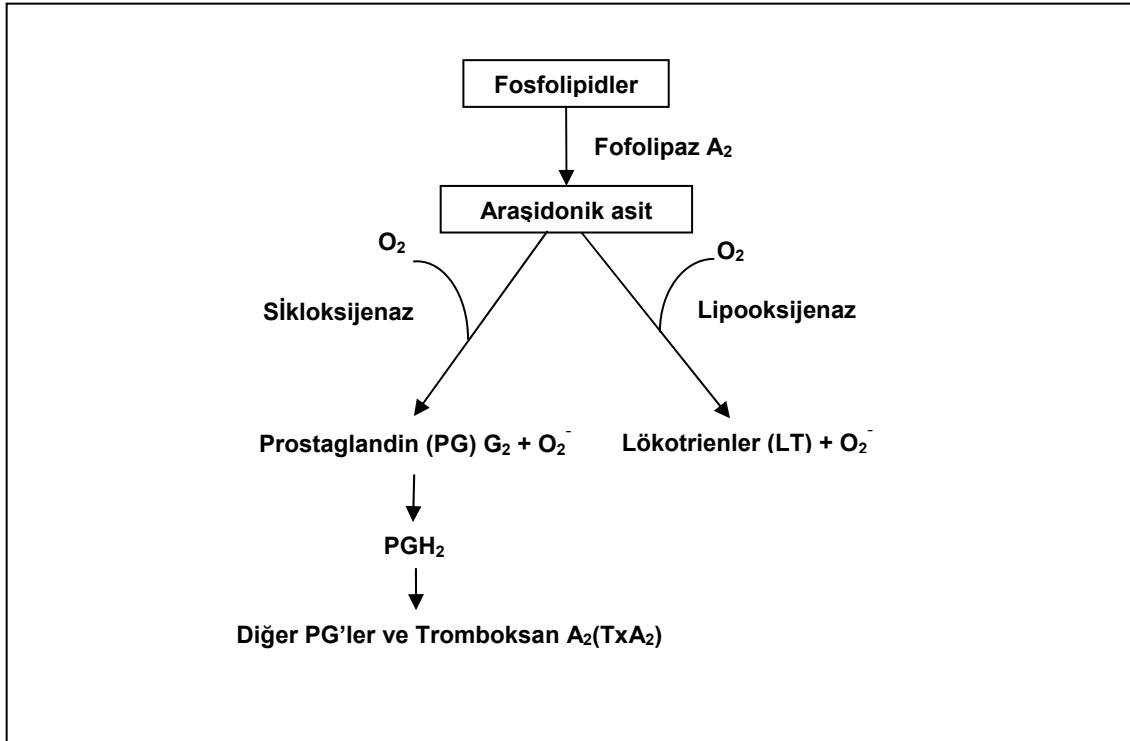 Fosfolipidler
Fofolipaz A₂
Araşidonik asit
O₂
O₂
Sİkloksijenaz
Lipooksijenaz
Prostaglandin (PG) G₂ + O₂⁻
Lökotrienler (LT) + O₂⁻
PGH₂
Diğer PG’ler ve Tromboksan A₂(TxA₂)